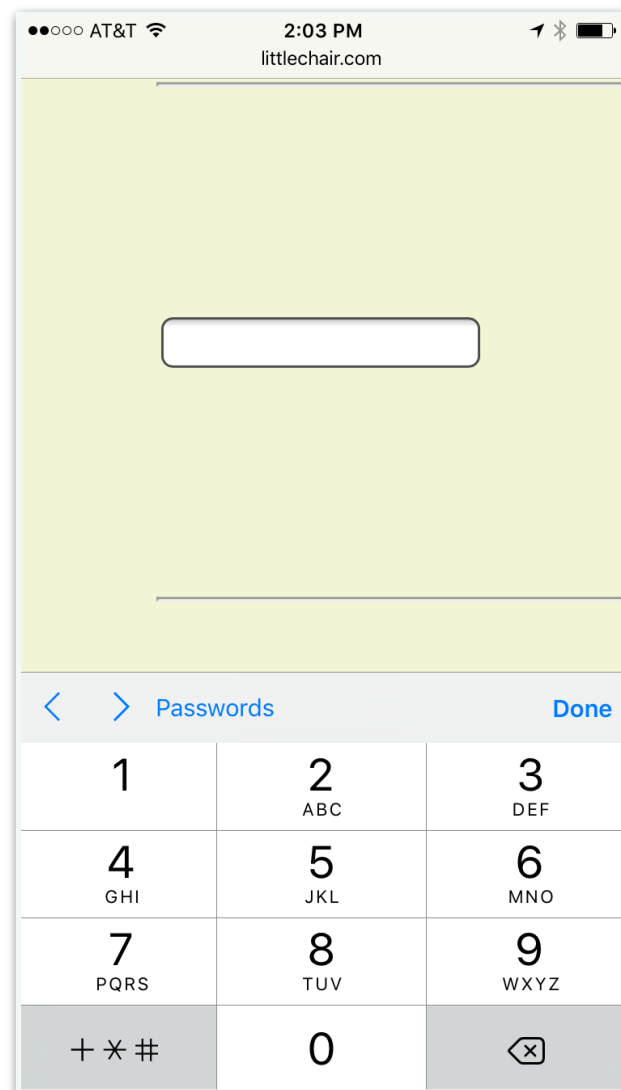 AT&T 2:03 PM
littlechair.com
Passwords Done
1 2 3
ABC DEF
4 5 6
GHI JKL MNO
7 8 9
PQRS TUV WXYZ
+*# 0